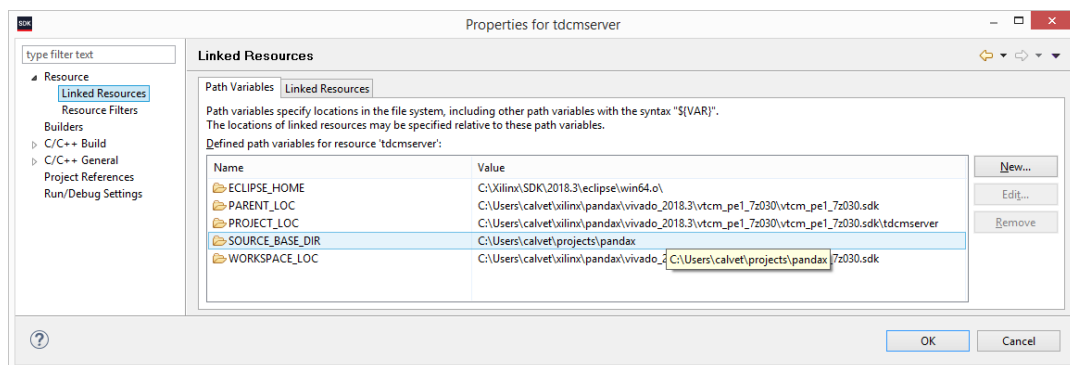 SDK
Properties for tdcmserver
type filter text
Resource
Linked Resources
Resource Filters
Builders
C/C++ Build
C/C++ General
Project References
Run/Debug Settings
Linked Resources
Path Variables Linked Resources
Path variables specify locations in the file system, including other path variables with the syntax "${VAR}".
The locations of linked resources may be specified relative to these path variables.
Defined path variables for resource 'tdcmserver':
Name Value
ECLIPSE_HOME C:\Xilinx\SDK\2018.3\eclipse\win64.o\
PARENT_LOC C:\Users\calvet\xilinx\pandax\vivado_2018.3\vtcm_pe1_7z030\vtcm_pe1_7z030.sdk
PROJECT_LOC C:\Users\calvet\xilinx\pandax\vivado_2018.3\vtcm_pe1_7z030\vtcm_pe1_7z030.sdk\tdcmserver
SOURCE_BASE_DIR C:\Users\calvet\projects\pandax
WORKSPACE_LOC C:\Users\calvet\xilinx\pandax\vivado_2 C:\Users\calvet\projects\pandax 7z030.sdk
New...
Edit...
Remove
?
OK Cancel